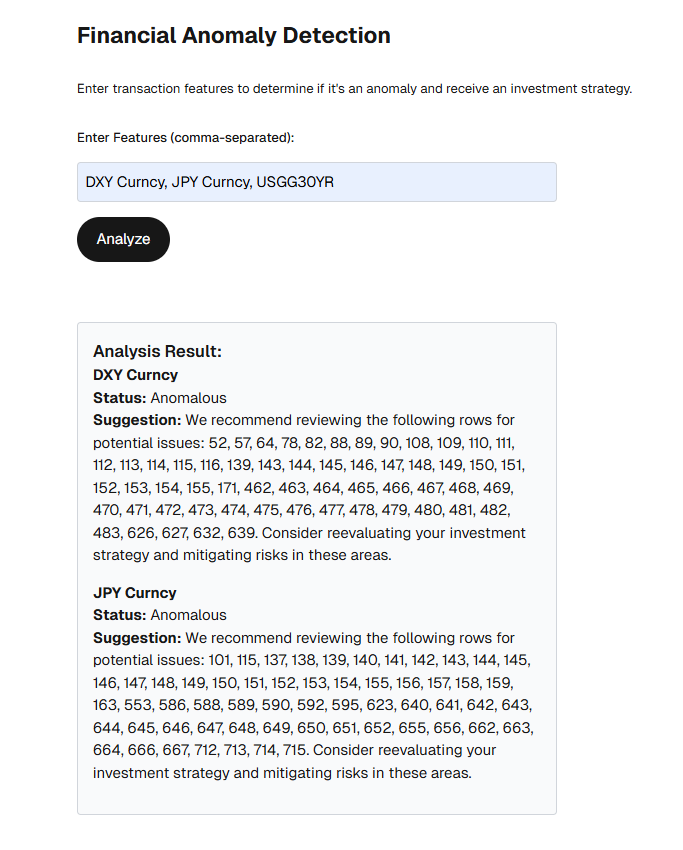 Financial Anomaly Detection
Enter transaction features to determine if it's an anomaly and receive an investment strategy.
Enter Features (comma-separated):
DXY Curncy, JPY Curncy, USGG30YR
Analyze
Analysis Result:
DXY Curncy
Status: Anomalous
Suggestion: We recommend reviewing the following rows for
potential issues: 52, 57, 64, 78, 82, 88, 89, 90, 108, 109, 110, 111,
112, 113, 114, 115, 116, 139, 143, 144, 145, 146, 147, 148, 149, 150, 151,
152, 153, 154, 155, 171, 462, 463, 464, 465, 466, 467, 468, 469,
470, 471, 472, 473, 474, 475, 476, 477, 478, 479, 480, 481, 482,
483, 626, 627, 632, 639. Consider reevaluating your investment
strategy and mitigating risks in these areas.
JPY Curncy
Status: Anomalous
Suggestion: We recommend reviewing the following rows for
potential issues: 101, 115, 137, 138, 139, 140, 141, 142, 143, 144, 145,
146, 147, 148, 149, 150, 151, 152, 153, 154, 155, 156, 157, 158, 159,
163, 553, 586, 588, 589, 590, 592, 595, 623, 640, 641, 642, 643,
644, 645, 646, 647, 648, 649, 650, 651, 652, 655, 656, 662, 663,
664, 666, 667, 712, 713, 714, 715. Consider reevaluating your
investment strategy and mitigating risks in these areas.